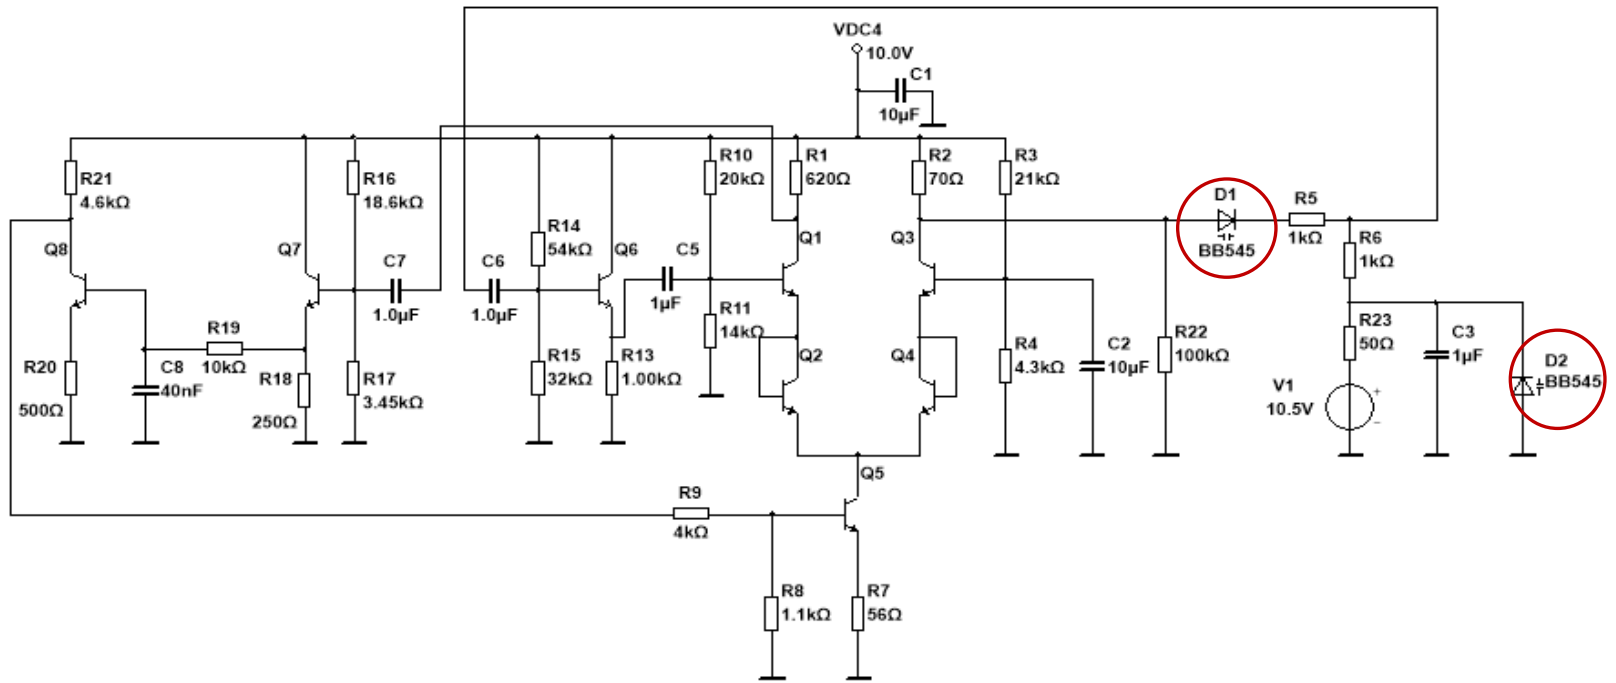 VDC4
10.0V
C1
10µF
R21
4.6kΩ
R16
18.6kΩ
R10
20kΩ
R1
620Ω
R2
70Ω
R3
21kΩ
D1
BB545
R5
1kΩ
R6
1kΩ
Q8
Q7
C7
1.0µF
R14
54kΩ
C6
1.0µF
Q6
C5
1µF
Q1
Q3
R11
14kΩ
R19
10kΩ
R20
500Ω
C8
40nF
R18
250Ω
R17
3.45kΩ
R15
32kΩ
R13
1.00kΩ
Q2
Q4
R4
4.3kΩ
C2
10µF
R22
100kΩ
R23
50Ω
C3
1µF
V1
10.5V
+
−
D2
BB545
Q5
R9
4kΩ
R8
1.1kΩ
R7
56Ω